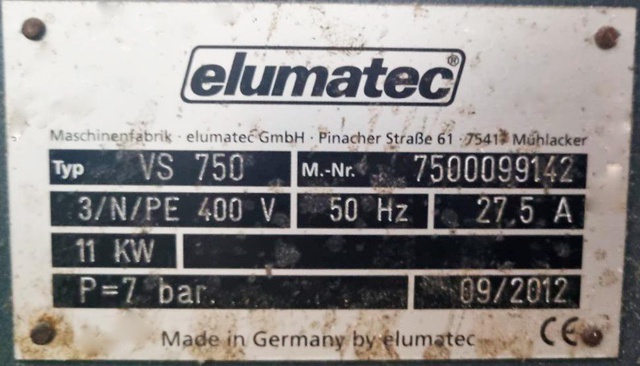 elumatec®
Maschinenfabrik · elumatec GmbH · Pinacher Straße 61 · 75417 Mühlacker
Typ VS 750 M.-Nr. 7500099142
3/N/PE 400 V 50 Hz 27.5 A
11 KW
P=7 bar. 09/2012
Made in Germany by elumatec CE